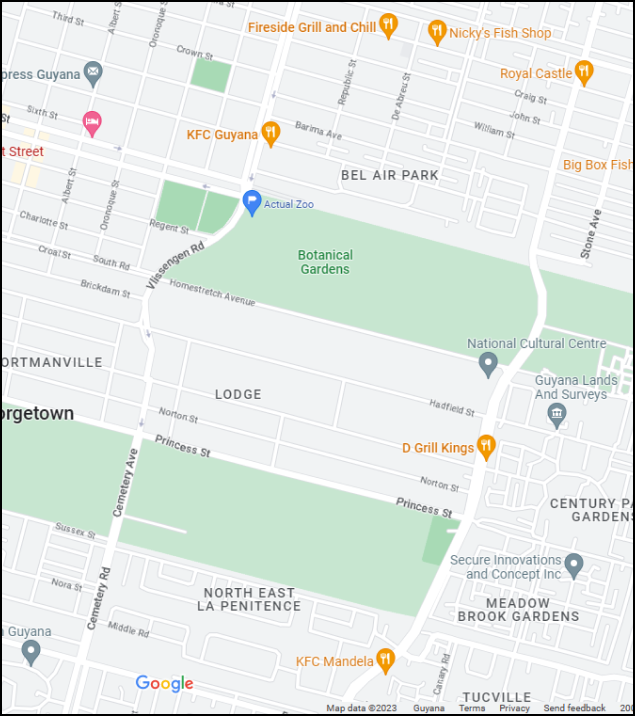 Third St
Albert St
Oronoque St
Fireside Grill and Chill
Nicky's Fish Shop
Crown St
press Guyana
Republic St
De Abreu St
Royal Castle
Craig St
John St
William St
Sixth St
St
KFC Guyana
Barima Ave
t Street
Big Box Fish
BEL AIR PARK
Albert St
Oronoque St
Actual Zoo
Charlotte St
Regent St
Stone Ave
Croal St
South Rd
Vlissengen Rd
Botanical
Gardens
Brickdam St
Homestretch Avenue
National Cultural Centre
ORTMANVILLE
Guyana Lands
And Surveys
LODGE
Hadfield St
orgetown
Norton St
Princess St
D Grill Kings
Cemetery Ave
Norton St
Princess St
CENTURY PA
GARDENS
Sussex St
Secure Innovations
and Concept Inc
Nora St
NORTH EAST
LA PENITENCE
MEADOW
BROOK GARDENS
Cemetery Rd
Middle Rd
a Guyana
KFC Mandela
Canary Rd
Google
TUCVILLE
Map data ©2023 Guyana Terms Privacy Send feedback 200